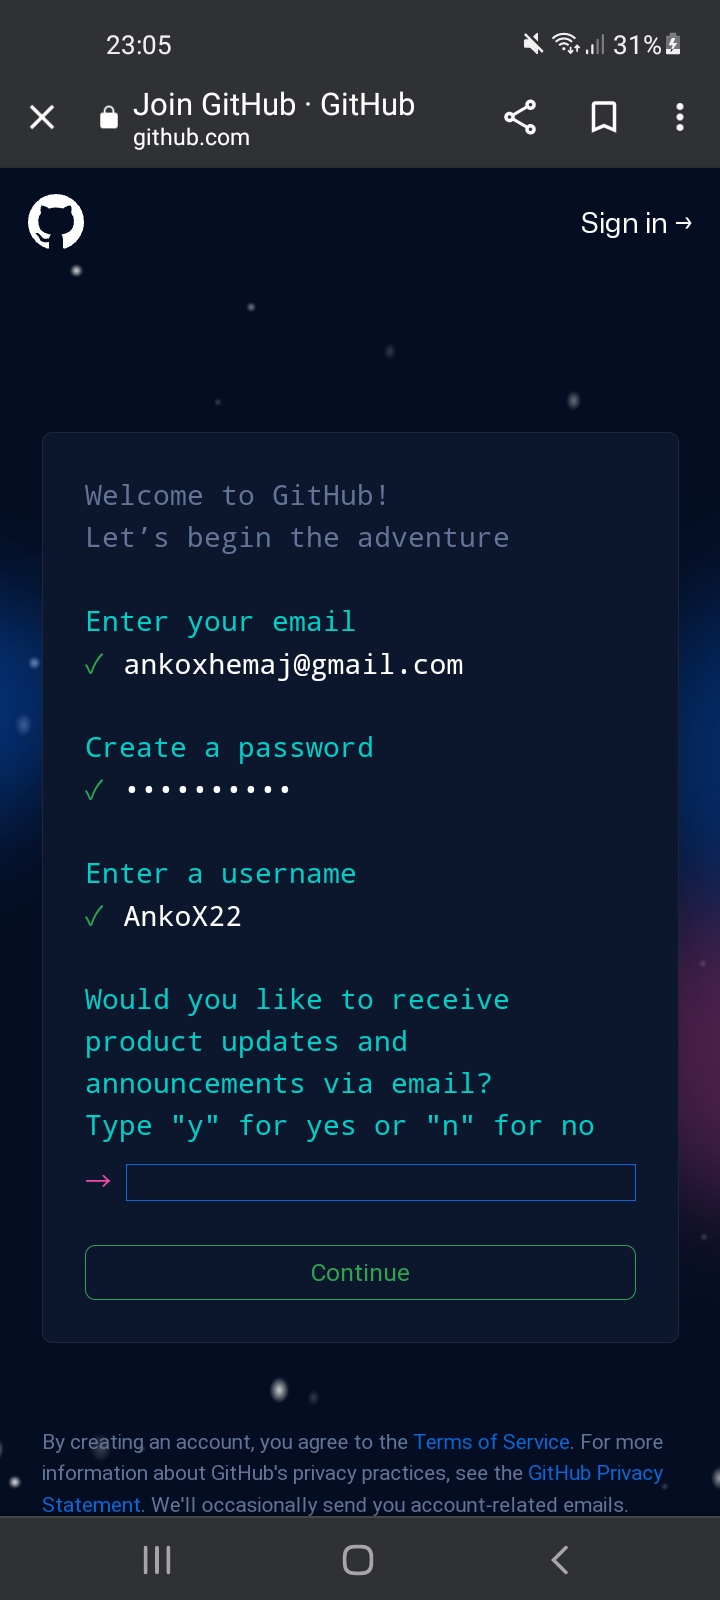 23:05
31%
Join GitHub · GitHub
github.com
Sign in →
Welcome to GitHub!
Let’s begin the adventure
Enter your email
✓ ankoxhemaj@gmail.com
Create a password
✓ ••••••••••
Enter a username
✓ AnkoX22
Would you like to receive
product updates and
announcements via email?
Type "y" for yes or "n" for no
→
Continue
By creating an account, you agree to the Terms of Service. For more
information about GitHub's privacy practices, see the GitHub Privacy
Statement. We'll occasionally send you account-related emails.